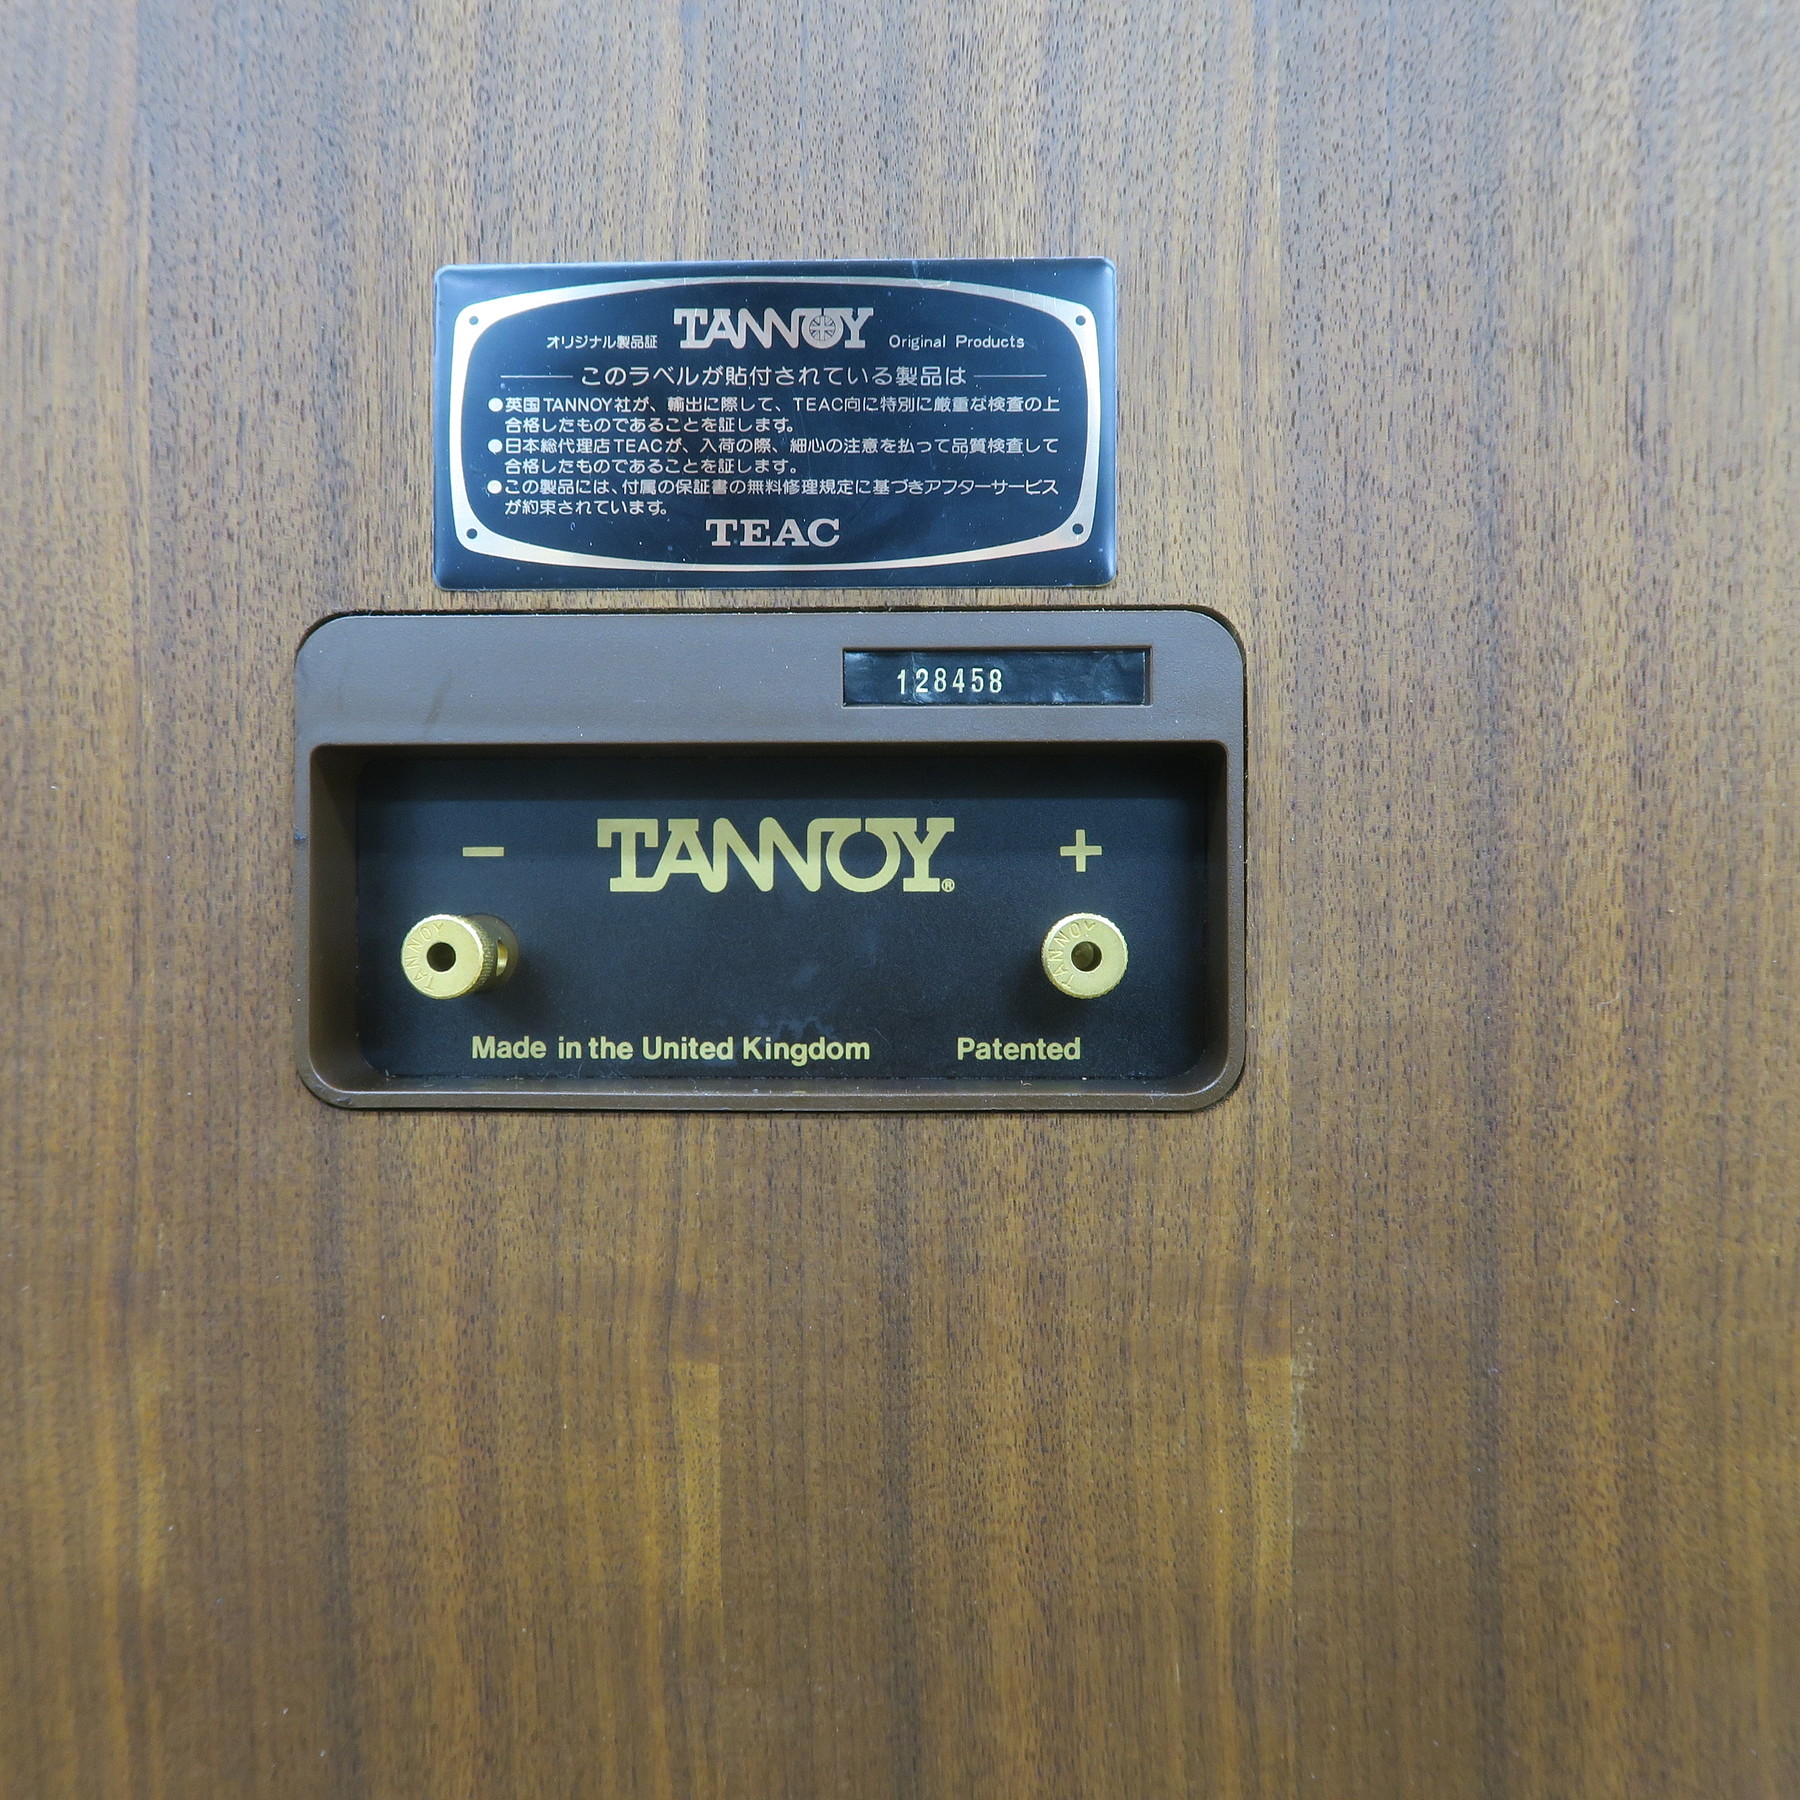 オリジナル製品証 TANNOY Original Products
このラベルが貼付されている製品は
●英国TANNOY社が、輸出に際して、TEAC向に特別に厳重な検査の上
合格したものであることを証します。
●日本総代理店TEACが、入荷の際、細心の注意を払って品質検査して
合格したものであることを証します。
●この製品には、付属の保証書の無料修理規定に基づきアフターサービス
が約束されています。
TEAC
128458
− TANNOY® +
TANNOY TANNOY
Made in the United Kingdom Patented